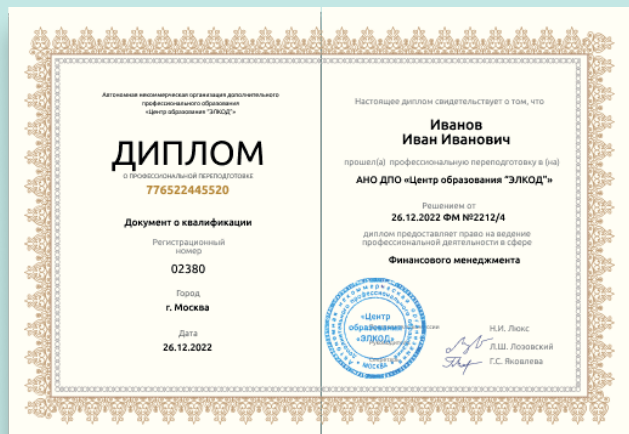 Автономная некоммерческая организация дополнительного
профессионального образования
«Центр образования "ЭЛКОД"»
ДИПЛОМ
О ПРОФЕССИОНАЛЬНОЙ ПЕРЕПОДГОТОВКЕ
776522445520
Документ о квалификации
Регистрационный
номер
02380
Город
г. Москва
Дата
26.12.2022
Настоящее диплом свидетельствует о том, что
Иванов
Иван Иванович
прошел(а) профессиональную переподготовку в (на)
АНО ДПО «Центр образования "ЭЛКОД"»
Решением от
26.12.2022 ФМ №2212/4
диплом предоставляет право на ведение
профессиональной деятельности в сфере
Финансового менеджмента
«Центр
образования
«ЭЛКОД»
МОСКВА
Н.И. Люкс
Л.Ш. Лозовский
Г.С. Яковлева